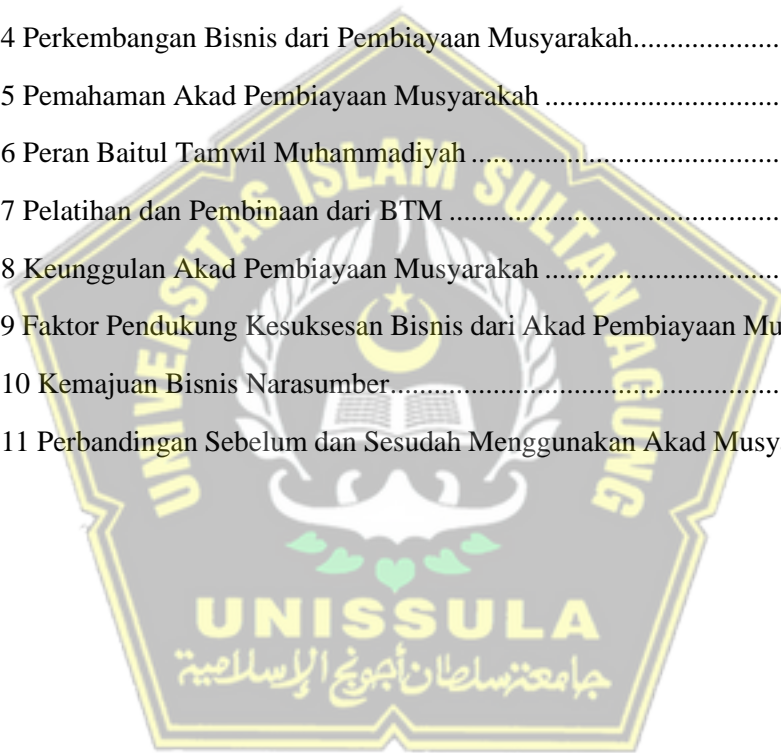 4 Perkembangan Bisnis dari Pembiayaan Musyarakah.....................
5 Pemahaman Akad Pembiayaan Musyarakah ................................
6 Peran Baitul Tamwil Muhammadiyah ..........................................
7 Pelatihan dan Pembinaan dari BTM .............................................
8 Keunggulan Akad Pembiayaan Musyarakah ................................
9 Faktor Pendukung Kesuksesan Bisnis dari Akad Pembiayaan Mu
10 Kemajuan Bisnis Narasumber.....................................................
11 Perbandingan Sebelum dan Sesudah Menggunakan Akad Musy
UNIVERSITAS ISLAM SULTAN AGUNG
UNISSULA
جامعة سلطان أجونج الإسلامية